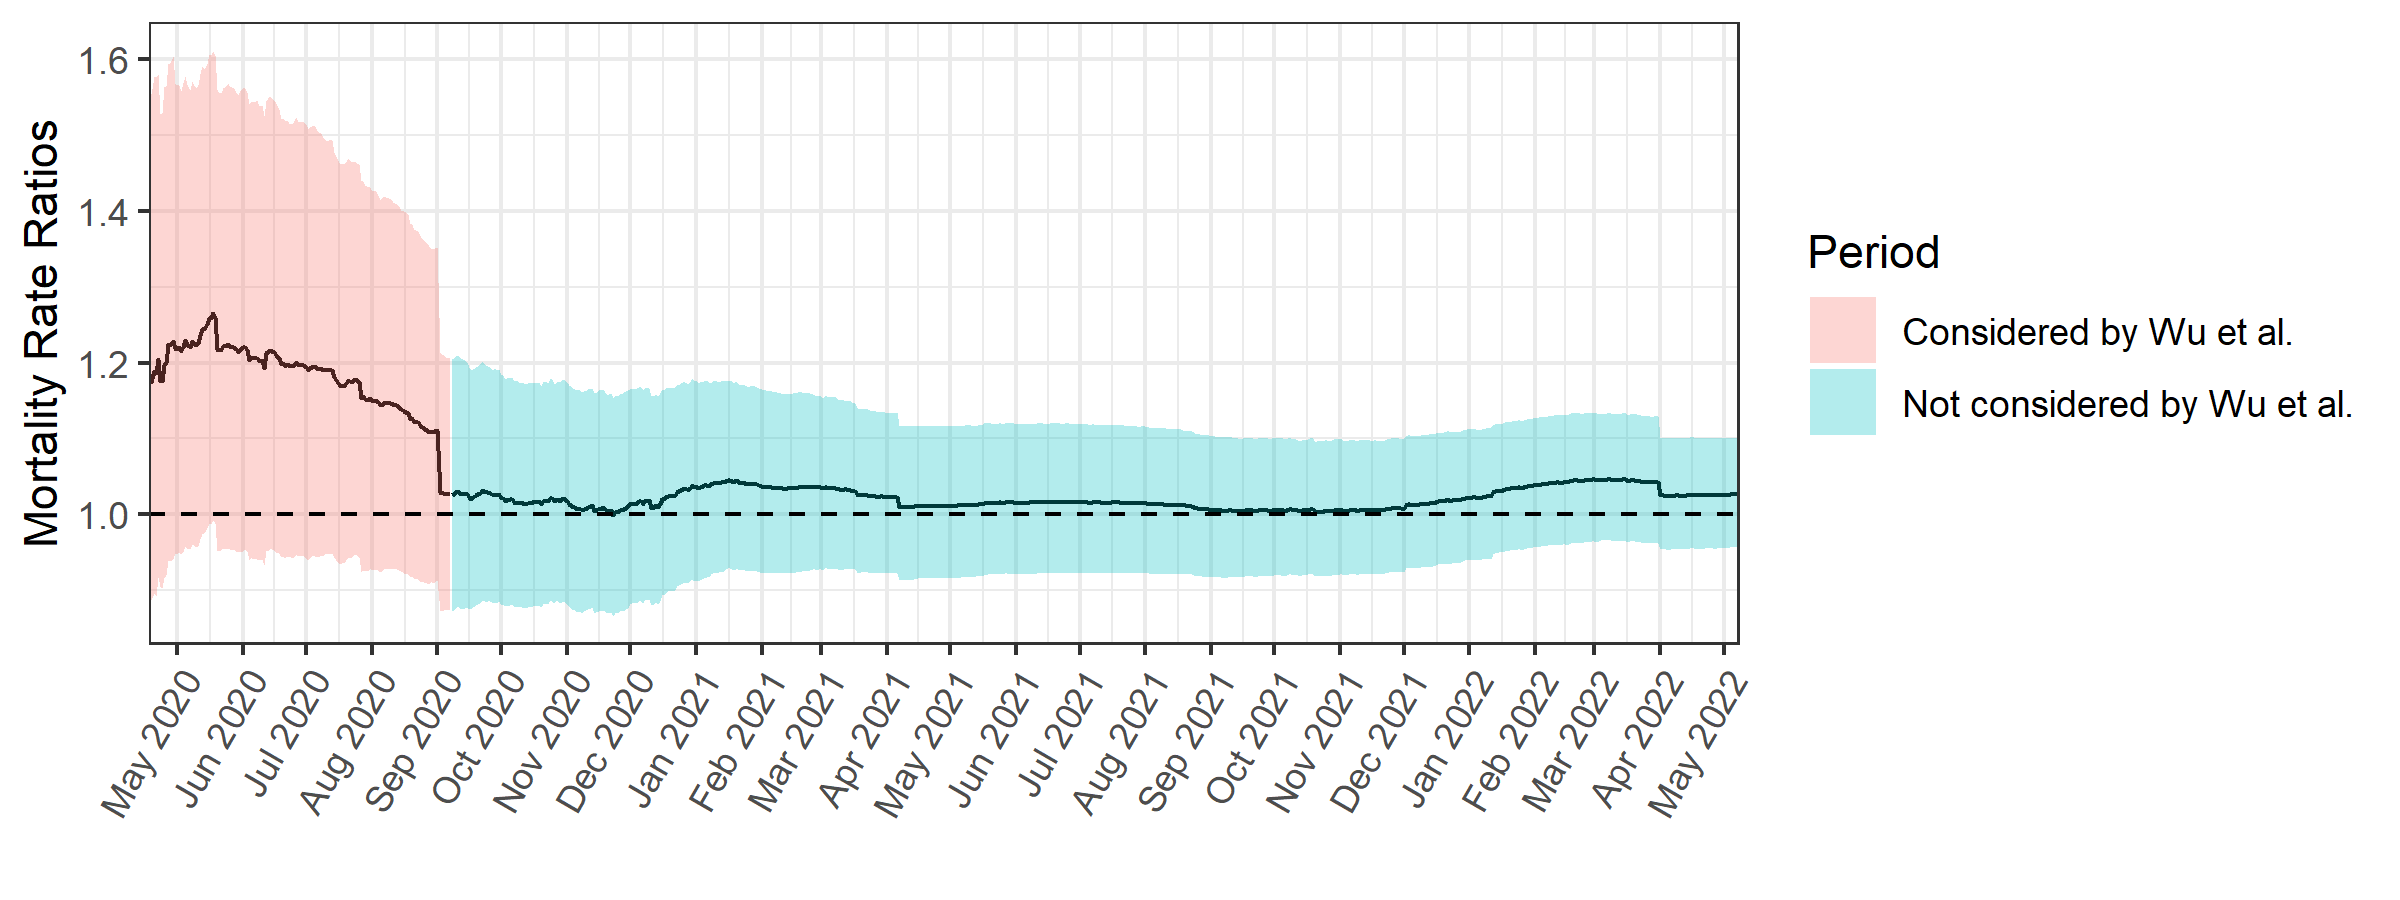 Mortality Rate Ratios
1.6
1.4
1.2
1.0
May 2020
Jun 2020
Jul 2020
Aug 2020
Sep 2020
Oct 2020
Nov 2020
Dec 2020
Jan 2021
Feb 2021
Mar 2021
Apr 2021
May 2021
Jun 2021
Jul 2021
Aug 2021
Sep 2021
Oct 2021
Nov 2021
Dec 2021
Jan 2022
Feb 2022
Mar 2022
Apr 2022
May 2022
Period
Considered by Wu et al.
Not considered by Wu et al.